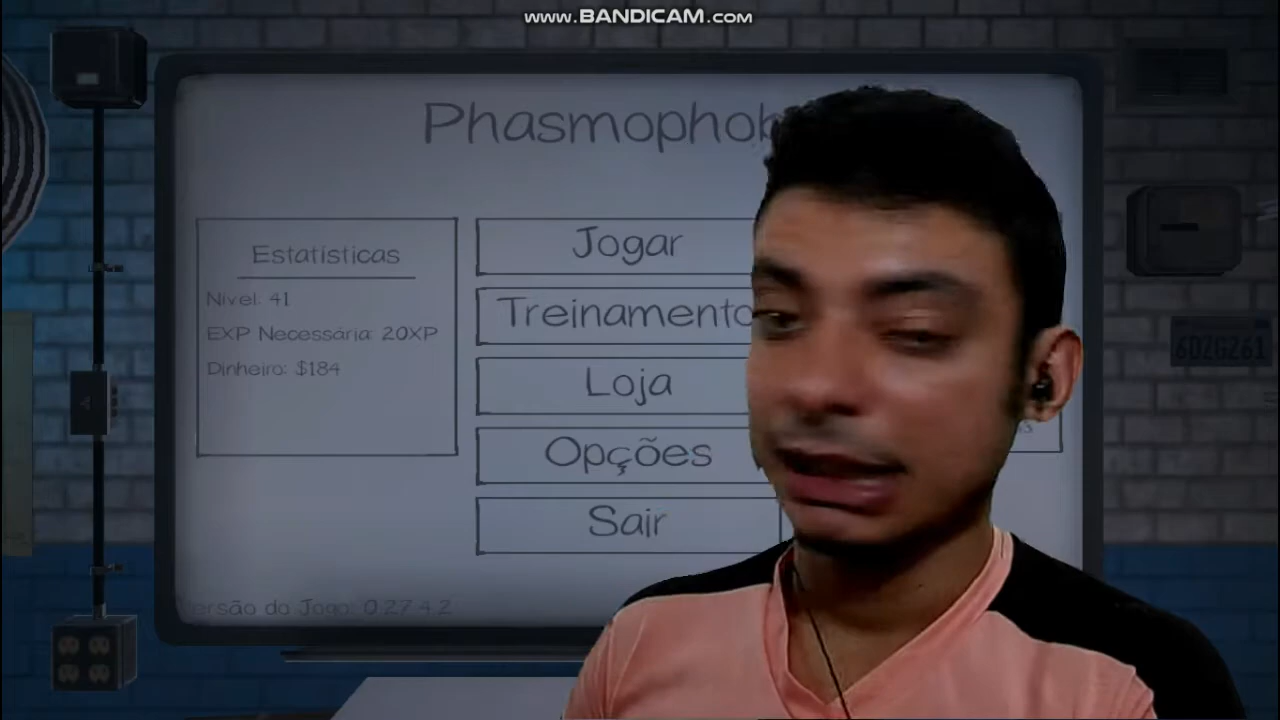 www.BANDICAM.com
Phasmophob
Estatísticas
Nível: 41
EXP Necessária: 20XP
Dinheiro: $184
Jogar
Treinamento
Loja
Opções
Sair
ersão do Jogo: 0.27.4.2
6DZGZ61